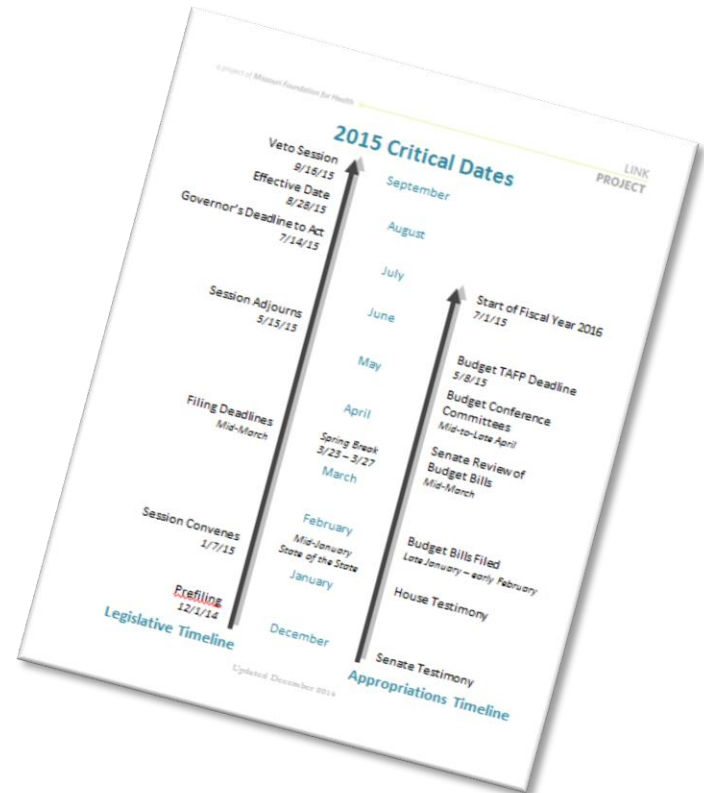 A project of Missouri Foundation for Health
LINK
PROJECT
2015 Critical Dates
Veto Session
9/16/15
Effective Date
8/28/15
Governor's Deadline to Act
7/14/15
Session Adjourns
5/15/15
Filing Deadlines
Mid-March
Session Convenes
1/7/15
Prefiling
12/1/14
Legislative Timeline
September
August
July
June
May
April
Spring Break
3/23 – 3/27
March
February
Mid-January
State of the State
January
December
Start of Fiscal Year 2016
7/1/15
Budget TAFP Deadline
5/8/15
Budget Conference
Committees
Mid-to-Late April
Senate Review of
Budget Bills
Mid-March
Budget Bills Filed
Late January – early February
House Testimony
Senate Testimony
Appropriations Timeline
Updated December 2014